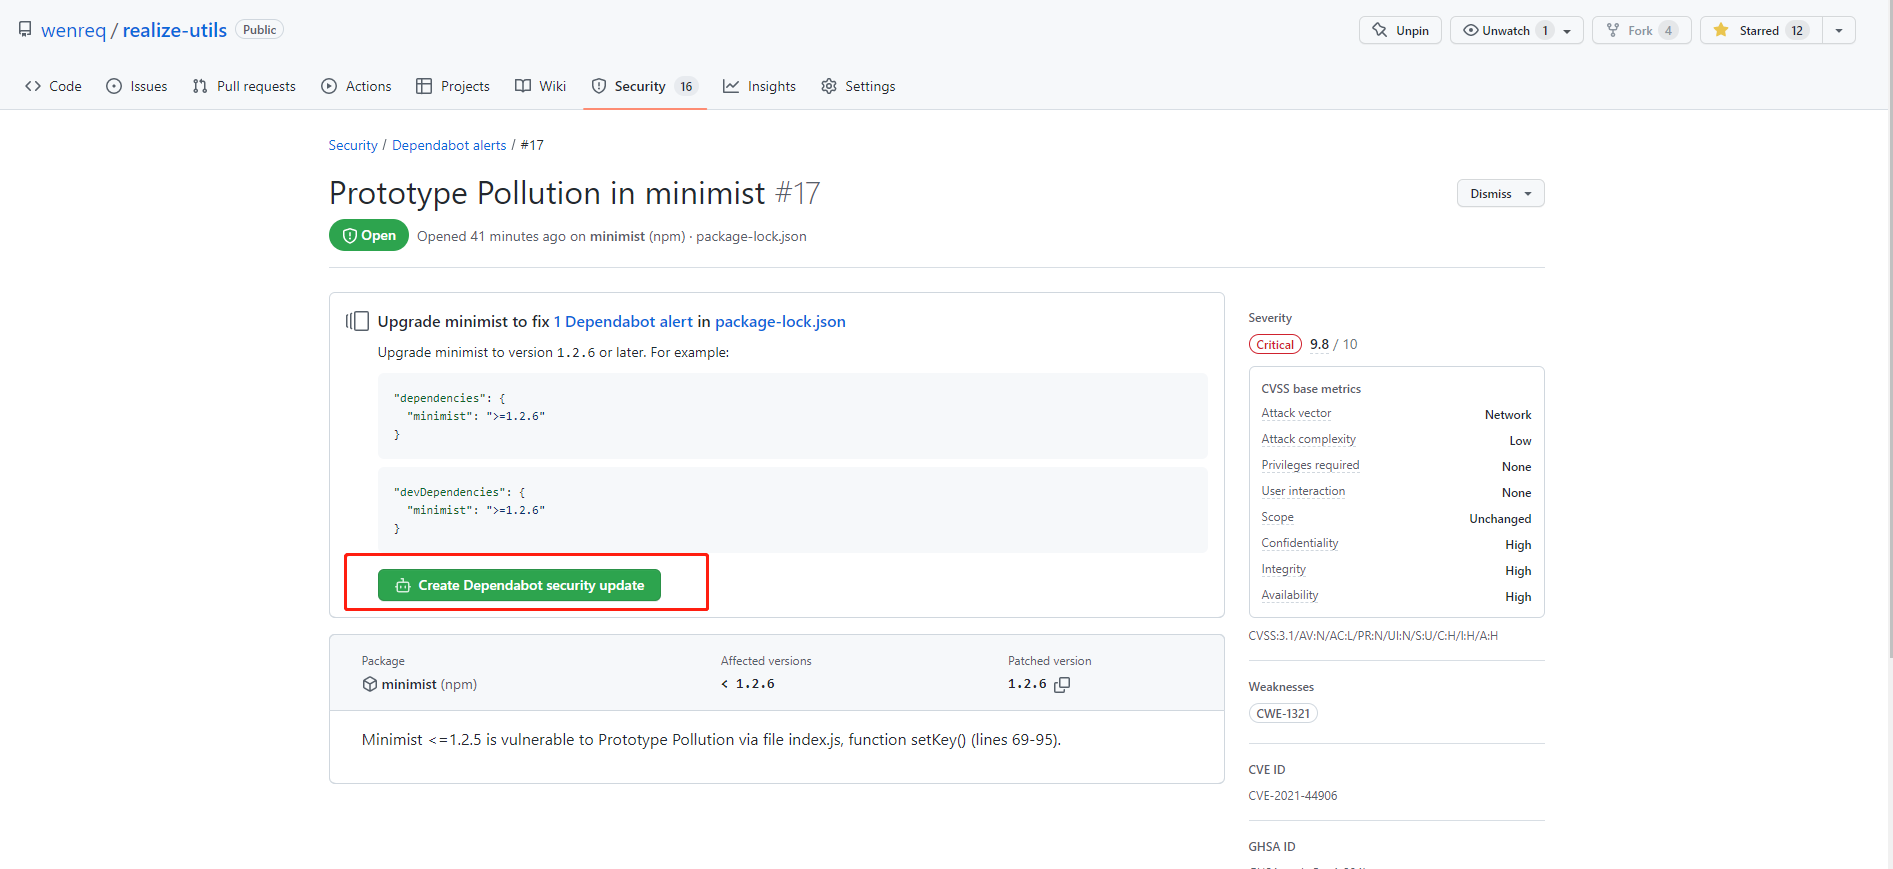 wenreq / realize-utils Public
Unpin
Unwatch 1
Fork 4
Starred 12
Code
Issues
Pull requests
Actions
Projects
Wiki
Security 16
Insights
Settings
Security / Dependabot alerts / #17
Prototype Pollution in minimist #17
Dismiss
Open
Opened 41 minutes ago on minimist (npm) · package-lock.json
Upgrade minimist to fix 1 Dependabot alert in package-lock.json
Upgrade minimist to version 1.2.6 or later. For example:
"dependencies": {
"minimist": ">=1.2.6"
}
"devDependencies": {
"minimist": ">=1.2.6"
}
Create Dependabot security update
Package
minimist (npm)
Affected versions
< 1.2.6
Patched version
1.2.6
Minimist <=1.2.5 is vulnerable to Prototype Pollution via file index.js, function setKey() (lines 69-95).
Severity
Critical 9.8 / 10
CVSS base metrics
Attack vector Network
Attack complexity Low
Privileges required None
User interaction None
Scope Unchanged
Confidentiality High
Integrity High
Availability High
CVSS:3.1/AV:N/AC:L/PR:N/UI:N/S:U/C:H/I:H/A:H
Weaknesses
CWE-1321
CVE ID
CVE-2021-44906
GHSA ID